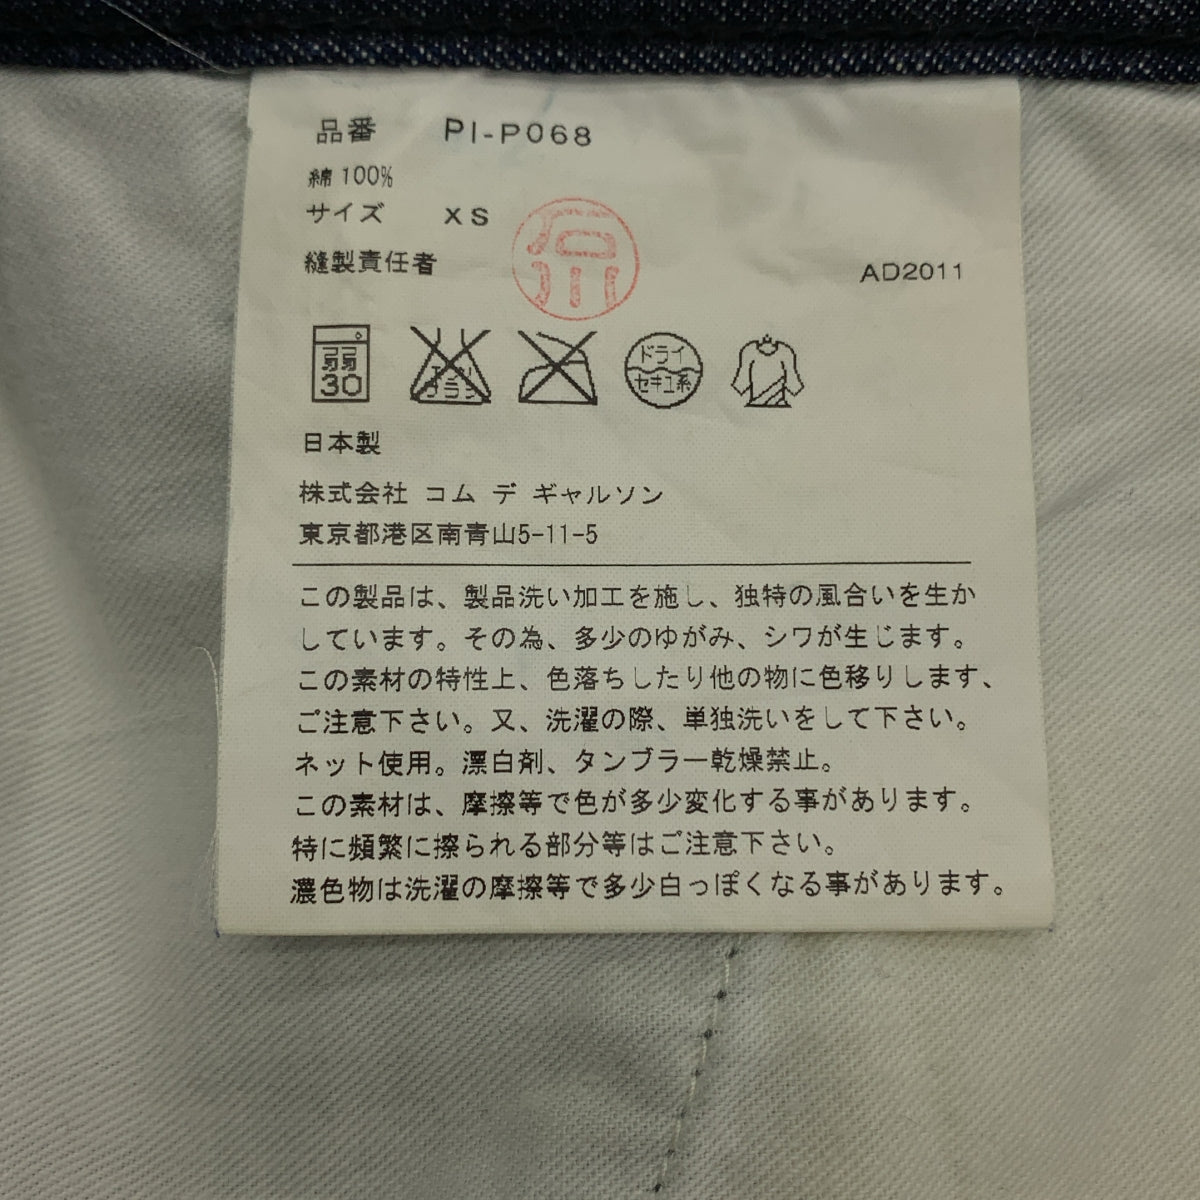 品番 PI-P068
綿 100%
サイズ XS
縫製責任者
AD2011
弱
30
ドライ
セキユ系
日本製
株式会社 コム デ ギャルソン
東京都港区南青山5-11-5
この製品は、製品洗い加工を施し、独特の風合いを生か
しています。その為、多少のゆがみ、シワが生じます。
この素材の特性上、色落ちしたり他の物に色移りします、
ご注意下さい。又、洗濯の際、単独洗いをして下さい。
ネット使用。漂白剤、タンブラー乾燥禁止。
この素材は、摩擦等で色が多少変化する事があります。
特に頻繁に擦られる部分等はご注意下さい。
濃色物は洗濯の摩擦等で多少白っぽくなる事があります。